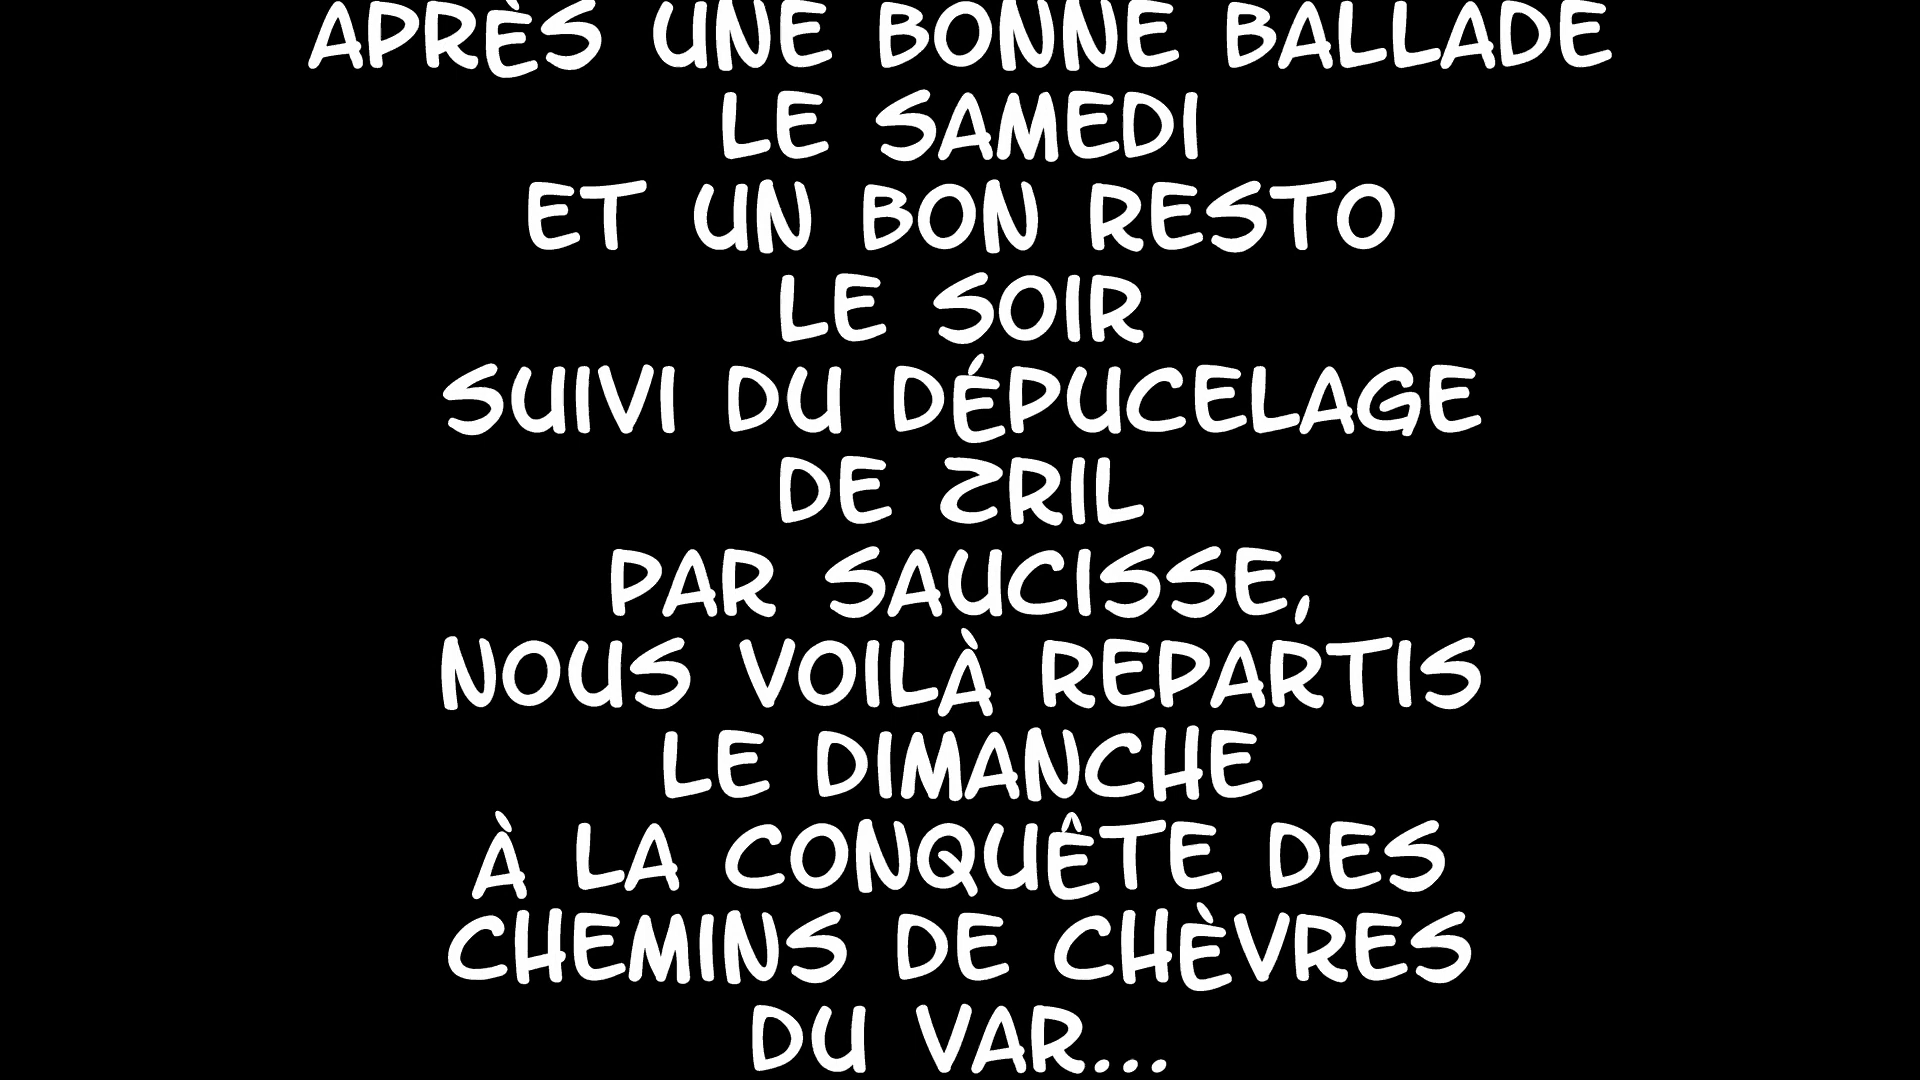 APRÈS UNE BONNE BALLADE
LE SAMEDI
ET UN BON RESTO
LE SOIR
SUIVI DU DÉPUCELAGE
DE ZRIL
PAR SAUCISSE,
NOUS VOILÀ REPARTIS
LE DIMANCHE
À LA CONQUÊTE DES
CHEMINS DE CHÈVRES
DU VAR...